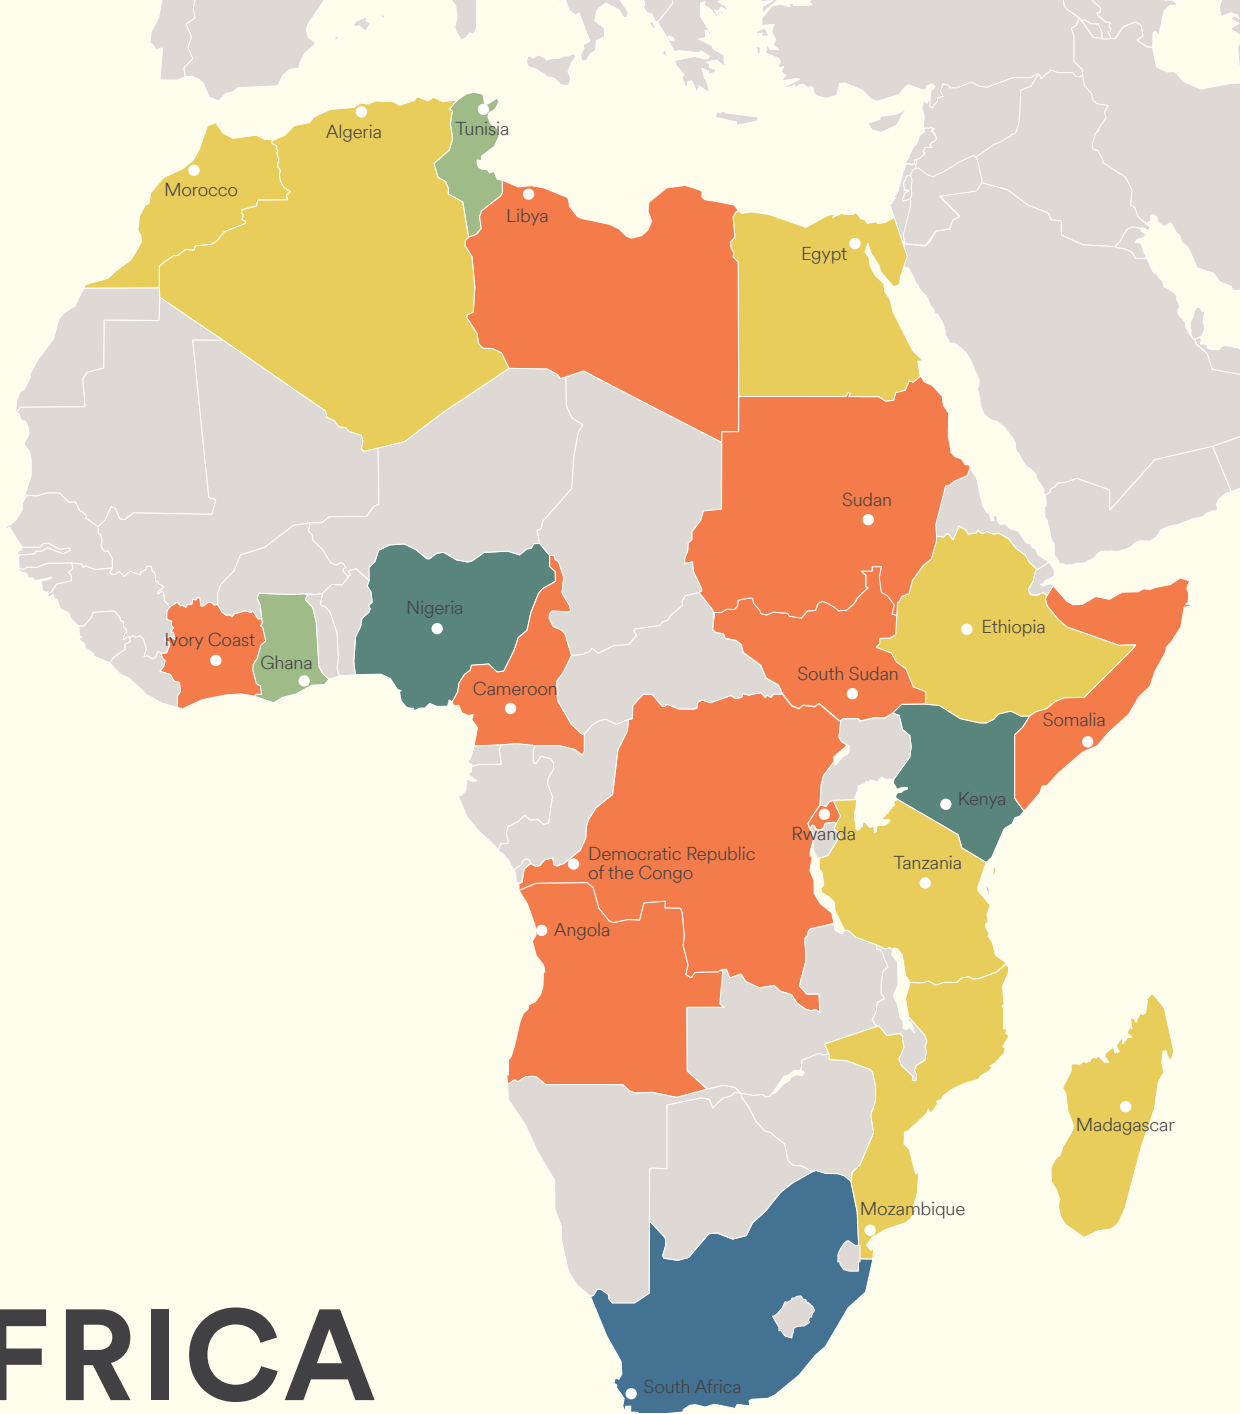 Algeria
Tunisia
Morocco
Libya
Egypt
Sudan
Nigeria
Ethiopia
Ivory Coast
Ghana
South Sudan
Cameroon
Somalia
Kenya
Rwanda
Democratic Republic
of the Congo
Tanzania
Angola
Madagascar
Mozambique
FRICA
South Africa